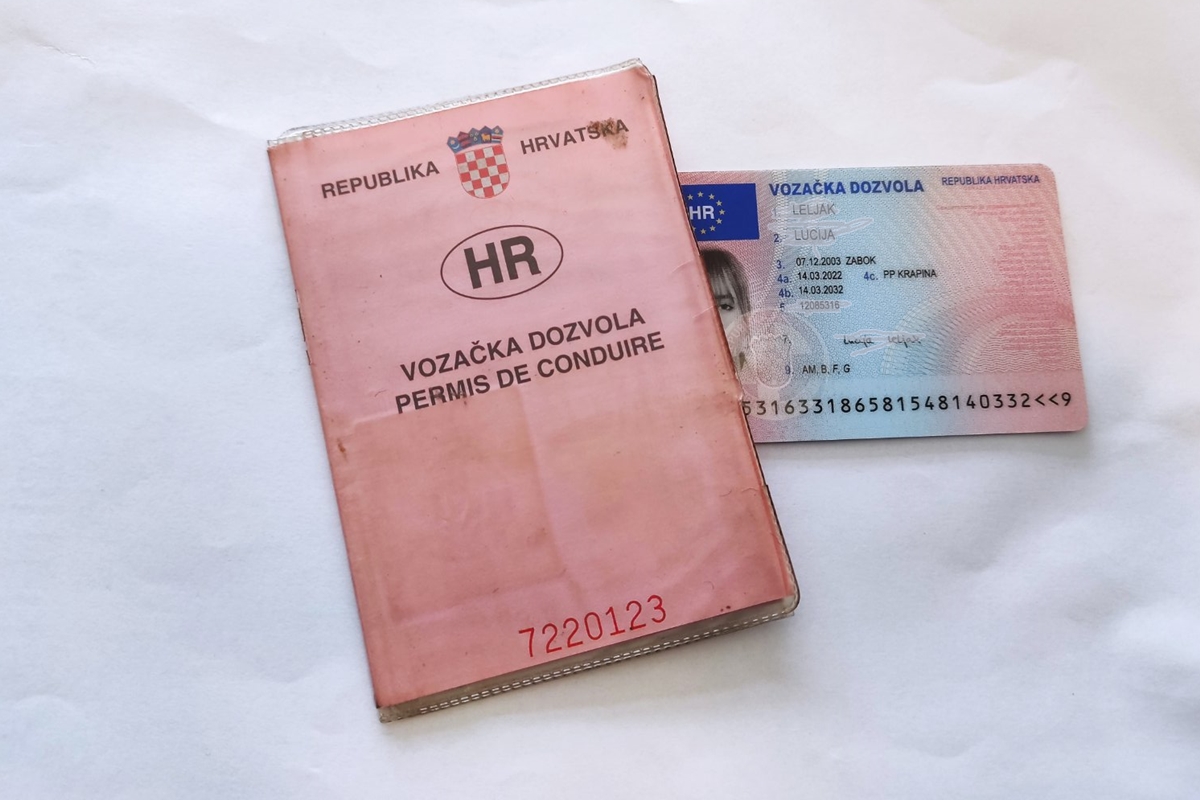 REPUBLIKA HRVATSKA
HR
VOZAČKA DOZVOLA
PERMIS DE CONDUIRE
7220123
HR
VOZAČKA DOZVOLA REPUBLIKA HRVATSKA
1. LELJAK
2. LUCIJA
3. 07.12.2003 ZABOK
4a. 14.03.2022 4c. PP KRAPINA
4b. 14.03.2032
5. 12085316
7.
9. AM, B, F, G
531633186581548140332<<9